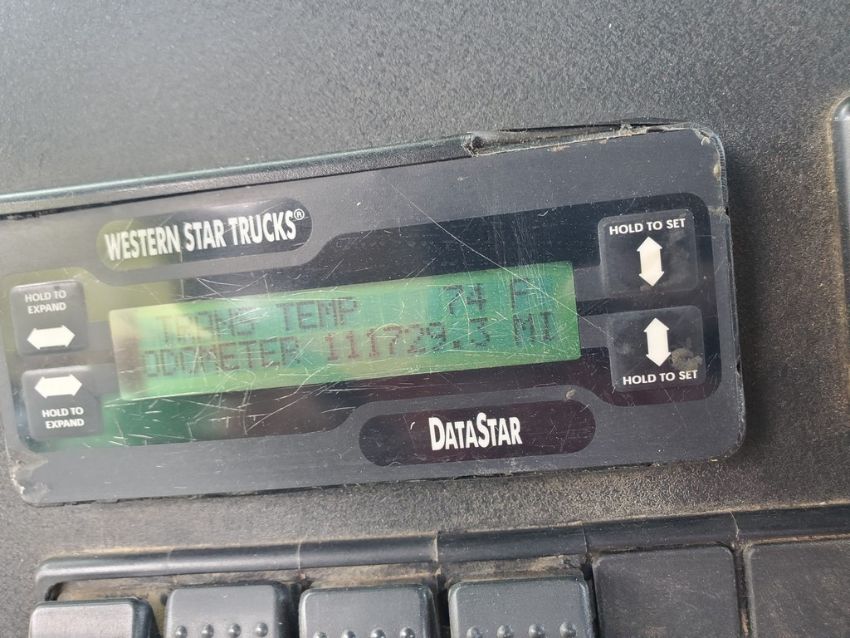 WESTERN STAR TRUCKS®
HOLD TO SET
HOLD TO
EXPAND
TRANS TEMP 74 F
ODOMETER 111729.3 MI
HOLD TO
EXPAND
HOLD TO SET
DATASTAR